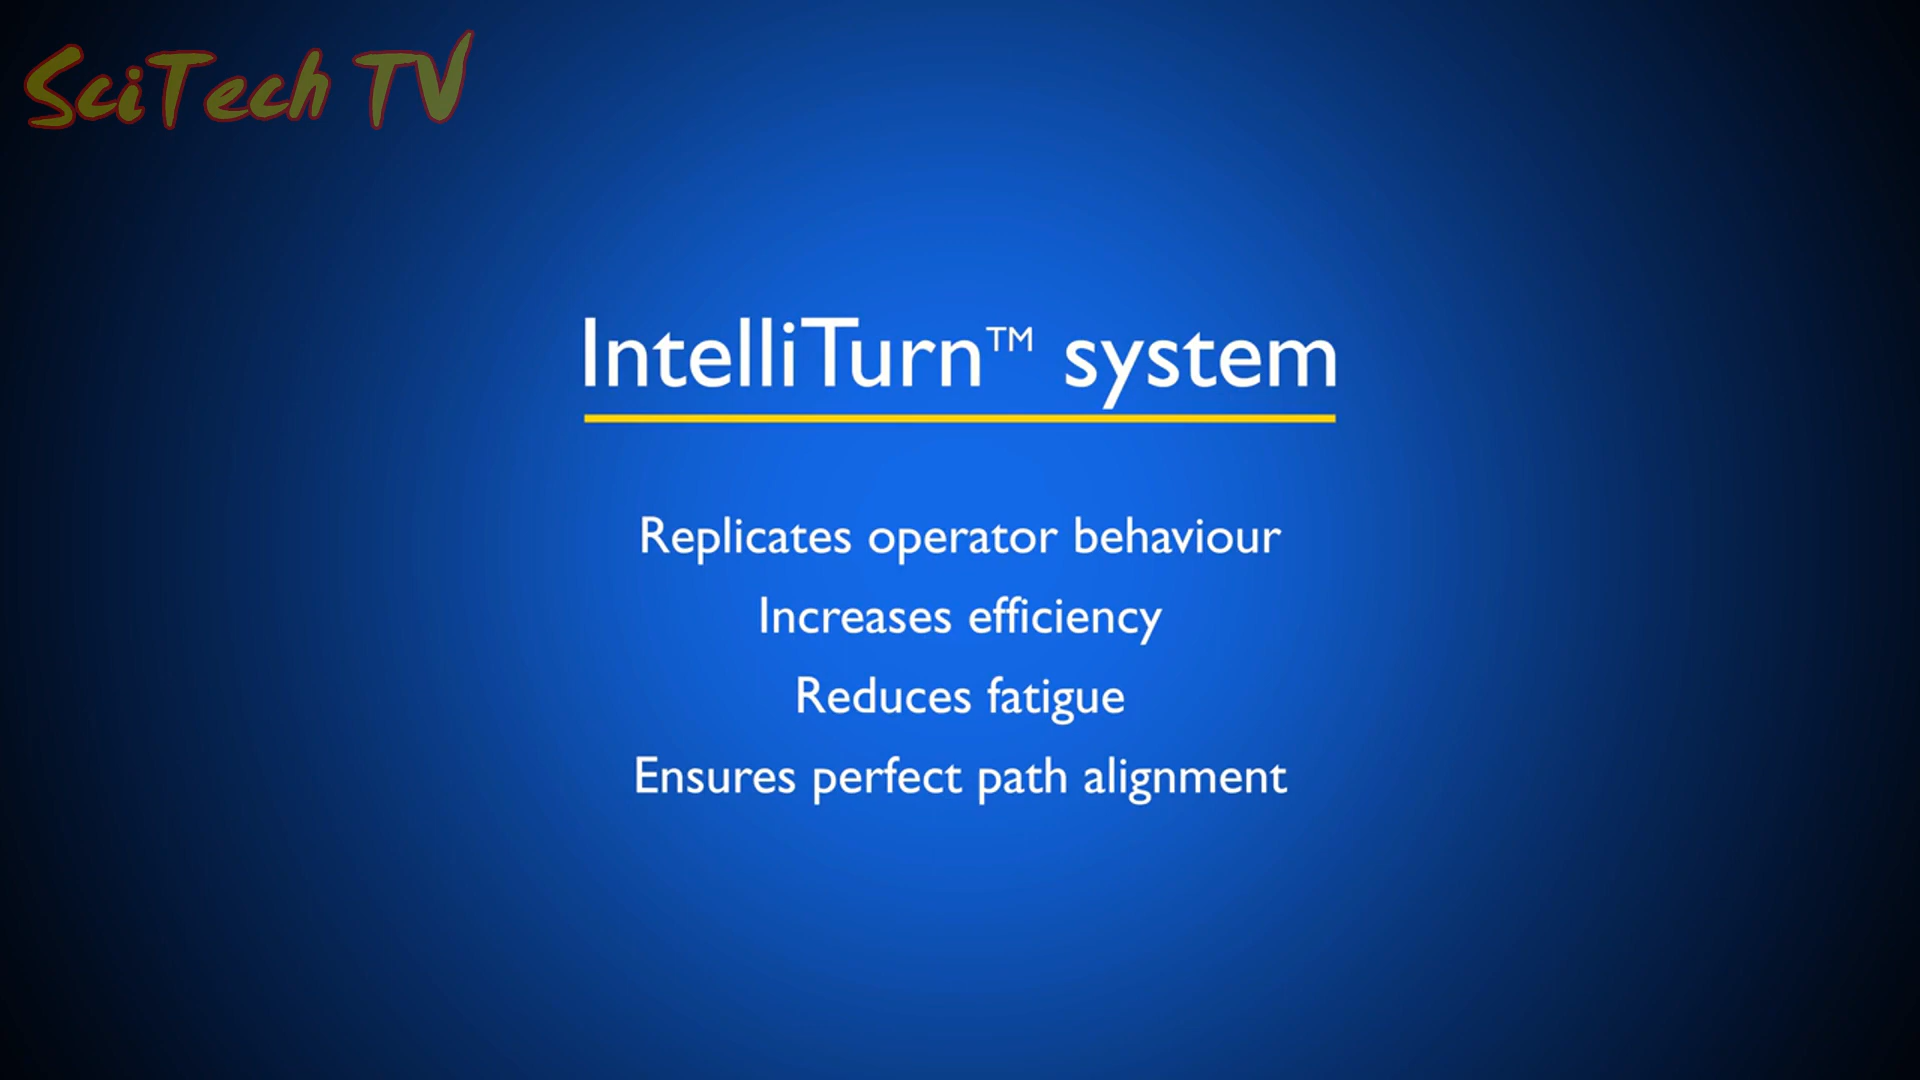 SciTech TV
IntelliTurn™ system
Replicates operator behaviour
Increases efficiency
Reduces fatigue
Ensures perfect path alignment